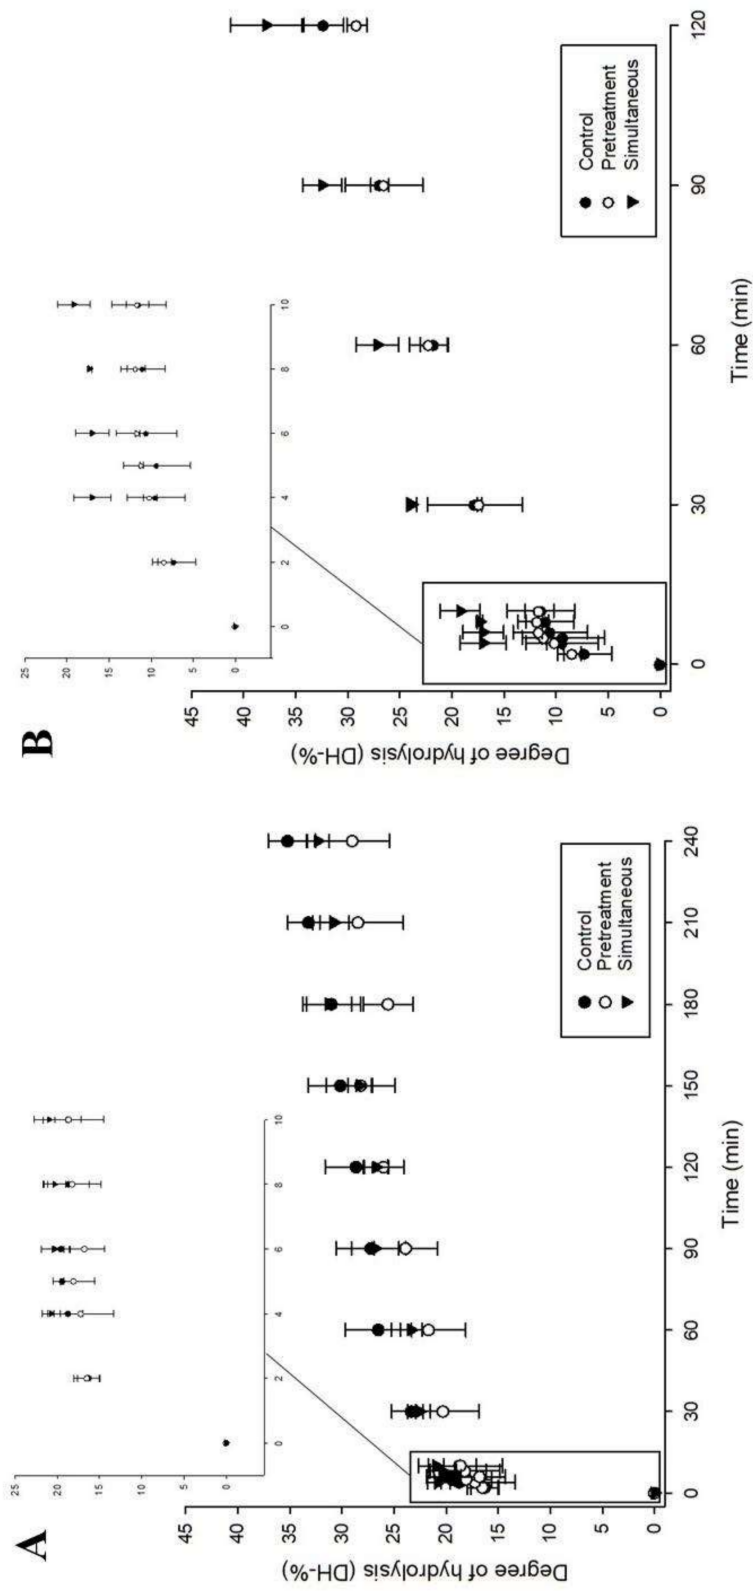 A
Degree of hydrolysis (DH-%)
45
40
35
30
25
20
15
10
5
0
0 30 60 90 120 150 180 210 240
Time (min)
25
20
15
10
5
0
0 2 4 6 8 10
Control
Pretreatment
Simultaneous
B
Degree of hydrolysis (DH-%)
45
40
35
30
25
20
15
10
5
0
0 30 60 90 120
Time (min)
25
20
15
10
5
0
0 2 4 6 8 10
Control
Pretreatment
Simultaneous